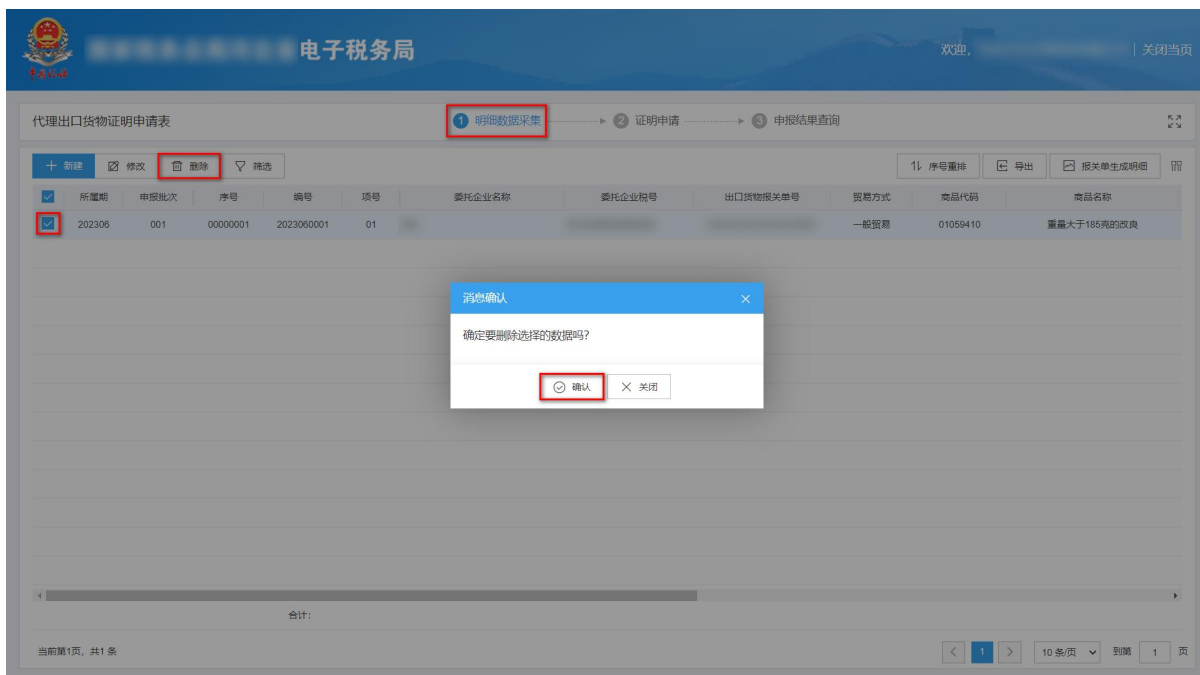 电子税务局
欢迎,
| 关闭当页
代理出口货物证明申请表
1 明细数据采集
2 证明申请
3 申报结果查询
新建 修改 删除 筛选
序号重排 导出 报关单生成明细
所属期 申报批次 序号 编号 项号 委托企业名称 委托企业税号 出口货物报关单号 贸易方式 商品代码 商品名称
202306 001 00000001 2023060001 01 一般贸易 01059410 重量大于185克的改良
消息确认
确定要删除选择的数据吗?
确认 关闭
合计:
当前第1页, 共1 条
1 10 条/页 到第 1 页